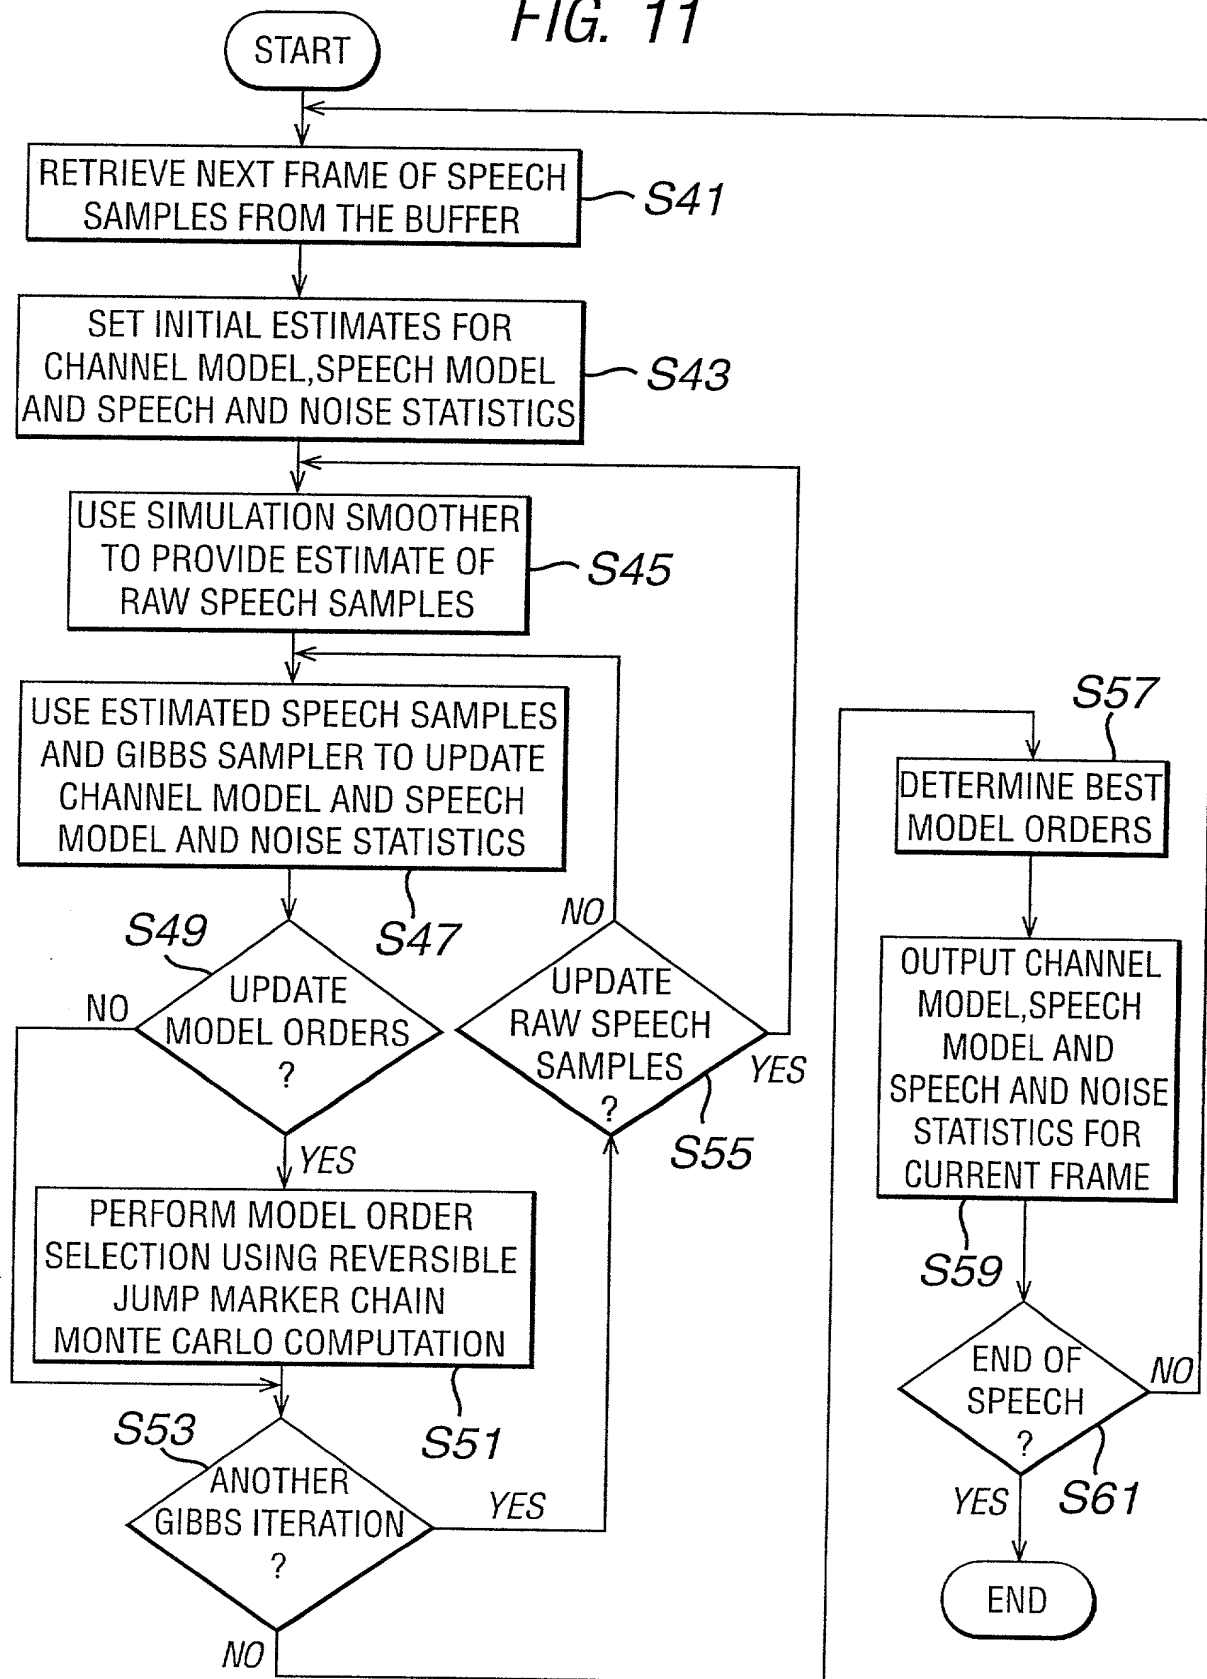 FIG. 11
START
RETRIEVE NEXT FRAME OF SPEECH
SAMPLES FROM THE BUFFER
S41
SET INITIAL ESTIMATES FOR
CHANNEL MODEL,SPEECH MODEL
AND SPEECH AND NOISE STATISTICS
S43
USE SIMULATION SMOOTHER
TO PROVIDE ESTIMATE OF
RAW SPEECH SAMPLES
S45
USE ESTIMATED SPEECH SAMPLES
AND GIBBS SAMPLER TO UPDATE
CHANNEL MODEL AND SPEECH
MODEL AND NOISE STATISTICS
S47
S49
UPDATE
MODEL ORDERS
?
NO
YES
PERFORM MODEL ORDER
SELECTION USING REVERSIBLE
JUMP MARKER CHAIN
MONTE CARLO COMPUTATION
S51
S53
ANOTHER
GIBBS ITERATION
?
YES
NO
NO
UPDATE
RAW SPEECH
SAMPLES
?
YES
S55
S57
DETERMINE BEST
MODEL ORDERS
OUTPUT CHANNEL
MODEL,SPEECH
MODEL AND
SPEECH AND NOISE
STATISTICS FOR
CURRENT FRAME
S59
END OF
SPEECH
?
NO
S61
YES
END